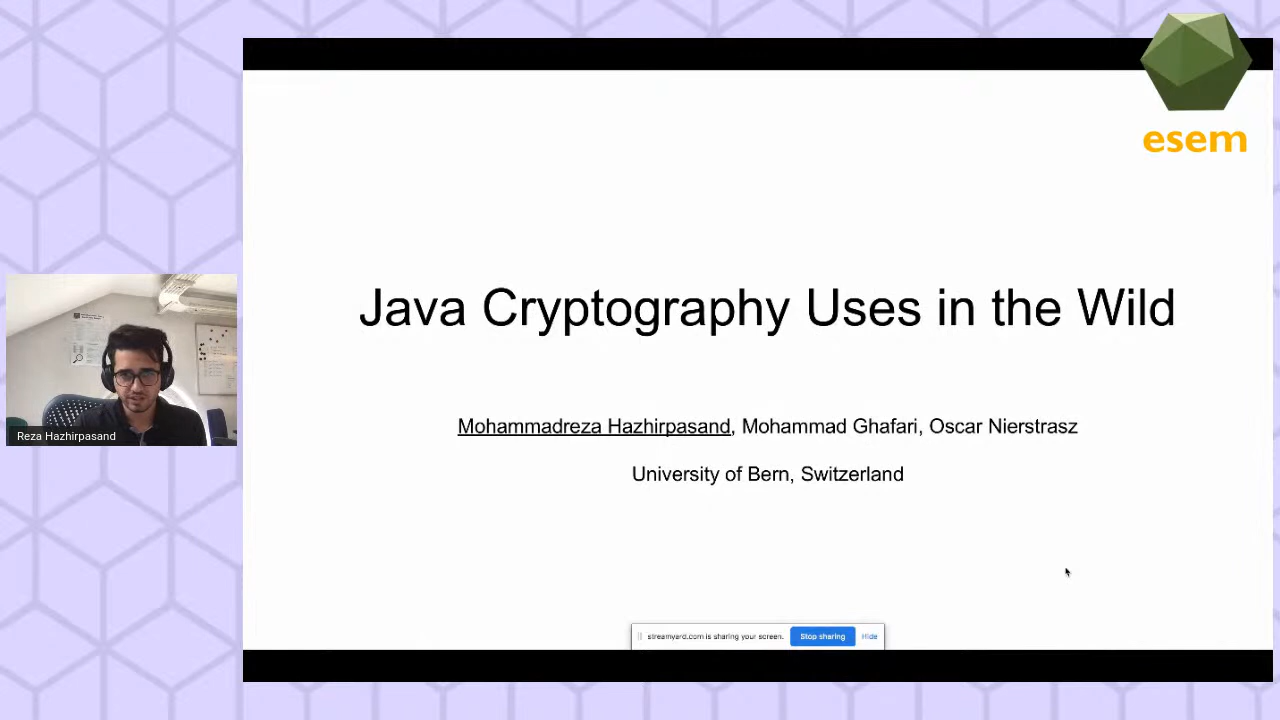 esem
Java Cryptography Uses in the Wild
Mohammadreza Hazhirpasand, Mohammad Ghafari, Oscar Nierstrasz
University of Bern, Switzerland
Reza Hazhirpasand
streamyard.com is sharing your screen. Stop sharing Hide